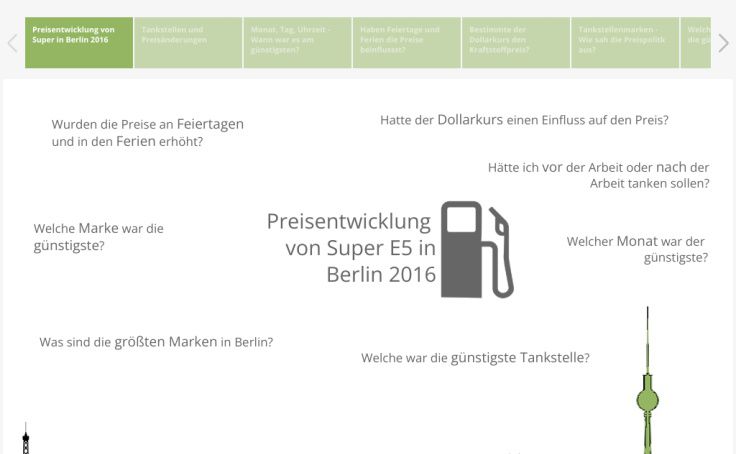 Preisentwicklung von
Super in Berlin 2016
Tankstellen und
Preisänderungen
Monat, Tag, Uhrzeit -
Wann war es am
günstigsten?
Haben Feiertage und
Ferien die Preise
beinflusst?
Bestimmte der
Dollarkurs den
Kraftstoffpreis?
Tankstellenmarken -
Wie sah die Preispolitk
aus?
Welch
die gü
Wurden die Preise an Feiertagen
und in den Ferien erhöht?
Hatte der Dollarkurs einen Einfluss auf den Preis?
Hätte ich vor der Arbeit oder nach der
Arbeit tanken sollen?
Welche Marke war die
günstigste?
Preisentwicklung
von Super E5 in
Berlin 2016
Welcher Monat war der
günstigste?
Was sind die größten Marken in Berlin?
Welche war die günstigste Tankstelle?